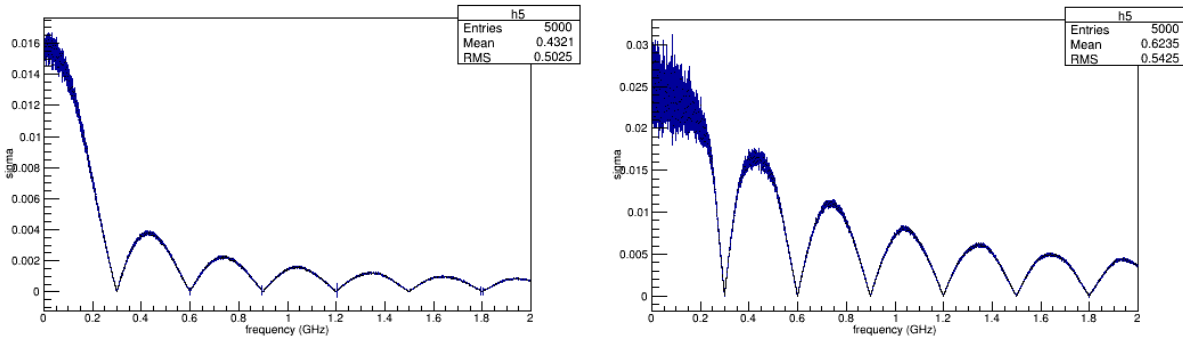 h5
Entries 5000
Mean 0.4321
RMS 0.5025
sigma
0.016
0.014
0.012
0.01
0.008
0.006
0.004
0.002
0
0 0.2 0.4 0.6 0.8 1 1.2 1.4 1.6 1.8 2
frequency (GHz)
h5
Entries 5000
Mean 0.6235
RMS 0.5425
sigma
0.03
0.025
0.02
0.015
0.01
0.005
0
0 0.2 0.4 0.6 0.8 1 1.2 1.4 1.6 1.8 2
frequency (GHz)